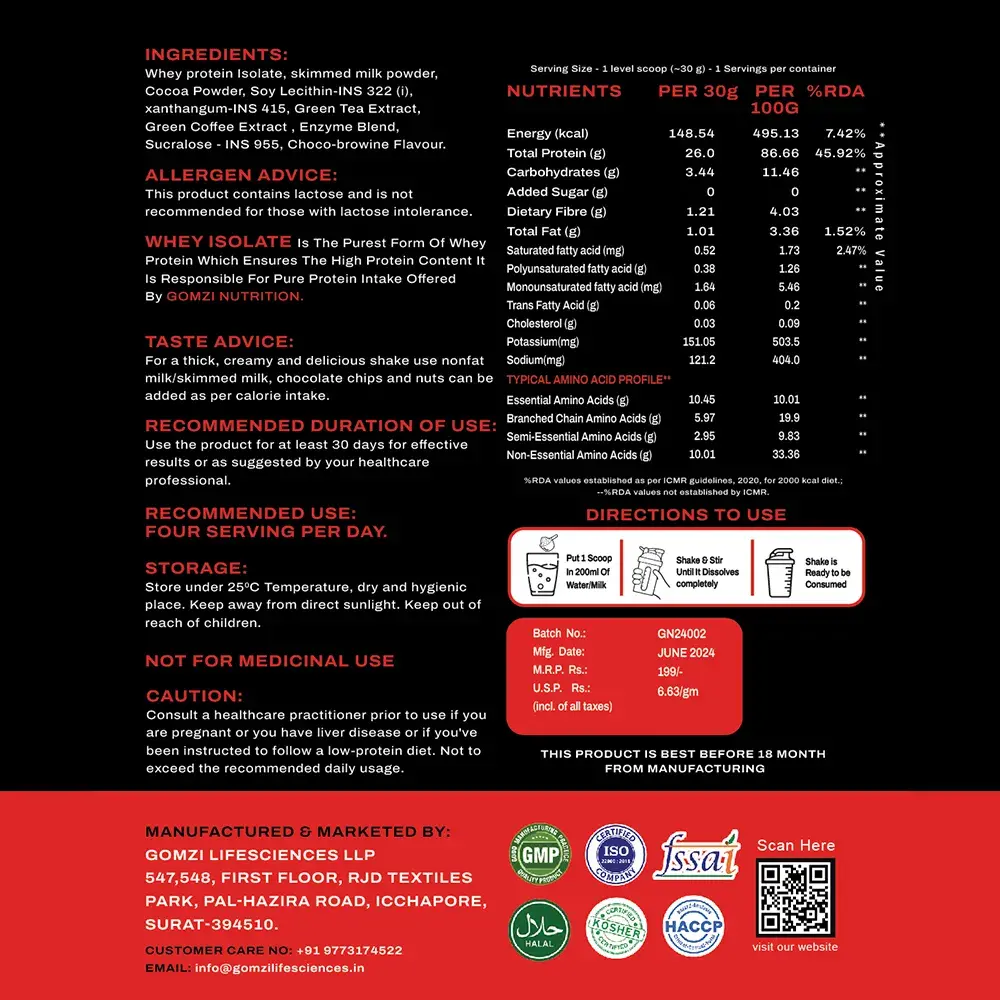 INGREDIENTS:
Whey protein Isolate, skimmed milk powder,
Cocoa Powder, Soy Lecithin-INS 322 (i),
xanthangum-INS 415, Green Tea Extract,
Green Coffee Extract , Enzyme Blend,
Sucralose - INS 955, Choco-browine Flavour.
ALLERGEN ADVICE:
This product contains lactose and is not
recommended for those with lactose intolerance.
WHEY ISOLATE Is The Purest Form Of Whey
Protein Which Ensures The High Protein Content It
Is Responsible For Pure Protein Intake Offered
By GOMZI NUTRITION.
TASTE ADVICE:
For a thick, creamy and delicious shake use nonfat
milk/skimmed milk, chocolate chips and nuts can be
added as per calorie intake.
RECOMMENDED DURATION OF USE:
Use the product for at least 30 days for effective
results or as suggested by your healthcare
professional.
RECOMMENDED USE:
FOUR SERVING PER DAY.
STORAGE:
Store under 25ºC Temperature, dry and hygienic
place. Keep away from direct sunlight. Keep out of
reach of children.
NOT FOR MEDICINAL USE
CAUTION:
Consult a healthcare practitioner prior to use if you
are pregnant or you have liver disease or if you've
been instructed to follow a low-protein diet. Not to
exceed the recommended daily usage.
Serving Size - 1 level scoop (~30 g) - 1 Servings per container
NUTRIENTS PER 30g PER 100G %RDA
Energy (kcal) 148.54 495.13 7.42%
Total Protein (g) 26.0 86.66 45.92%
Carbohydrates (g) 3.44 11.46 **
Added Sugar (g) 0 0 **
Dietary Fibre (g) 1.21 4.03 **
Total Fat (g) 1.01 3.36 1.52%
Saturated fatty acid (mg) 0.52 1.73 2.47%
Polyunsaturated fatty acid (g) 0.38 1.26 **
Monounsaturated fatty acid (mg) 1.64 5.46 **
Trans Fatty Acid (g) 0.06 0.2 **
Cholesterol (g) 0.03 0.09 **
Potassium(mg) 151.05 503.5 **
Sodium(mg) 121.2 404.0 **
TYPICAL AMINO ACID PROFILE**
Essential Amino Acids (g) 10.45 10.01 **
Branched Chain Amino Acids (g) 5.97 19.9 **
Semi-Essential Amino Acids (g) 2.95 9.83 **
Non-Essential Amino Acids (g) 10.01 33.36 **
***Approximate Value
%RDA values established as per ICMR guidelines, 2020, for 2000 kcal diet.;
--%RDA values not established by ICMR.
DIRECTIONS TO USE
Put 1 Scoop
In 200ml Of
Water/Milk
Shake & Stir
Until It Dissolves
completely
Shake is
Ready to be
Consumed
Batch No.: GN24002
Mfg. Date: JUNE 2024
M.R.P. Rs.: 199/-
U.S.P. Rs.: 6.63/gm
(incl. of all taxes)
THIS PRODUCT IS BEST BEFORE 18 MONTH
FROM MANUFACTURING
MANUFACTURED & MARKETED BY:
GOMZI LIFESCIENCES LLP
547,548, FIRST FLOOR, RJD TEXTILES
PARK, PAL-HAZIRA ROAD, ICCHAPORE,
SURAT-394510.
CUSTOMER CARE NO: +91 9773174522
EMAIL: info@gomzilifesciences.in
GOOD MANUFACTURING PRACTICE
GMP
QUALITY PRODUCT
CERTIFIED
ISO
22000 : 2018
COMPANY
fssai
حلال
HALAL
CERTIFIED
KOSHER
CERTIFIED
HACCP
Scan Here
visit our website